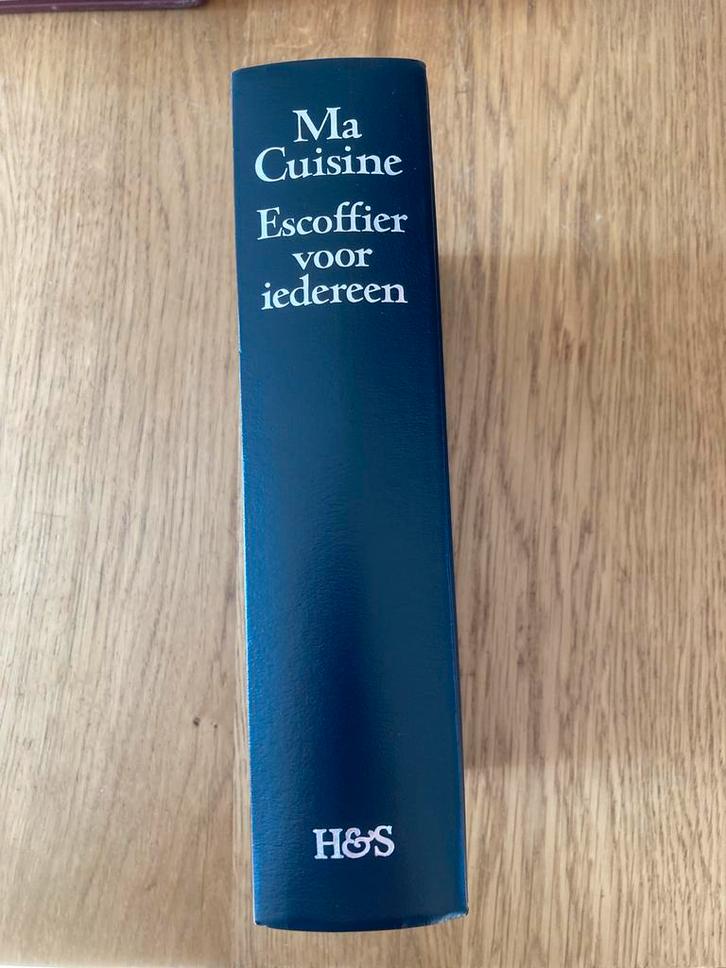 Ma
Cuisine
Escoffier
voor
iedereen
H&S